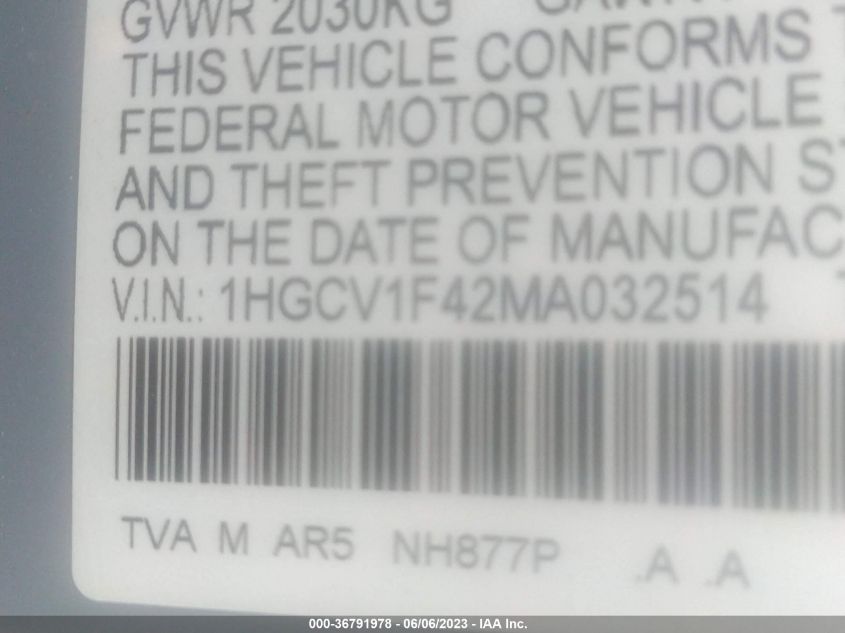 GVWR 2030KG
THIS VEHICLE CONFORMS
FEDERAL MOTOR VEHICLE
AND THEFT PREVENTION S
ON THE DATE OF MANUFAC
V.I.N.: 1HGCV1F42MA032514
TVA M AR5 NH877P .A .A
000-36791978 - 06/06/2023 - IAA Inc.